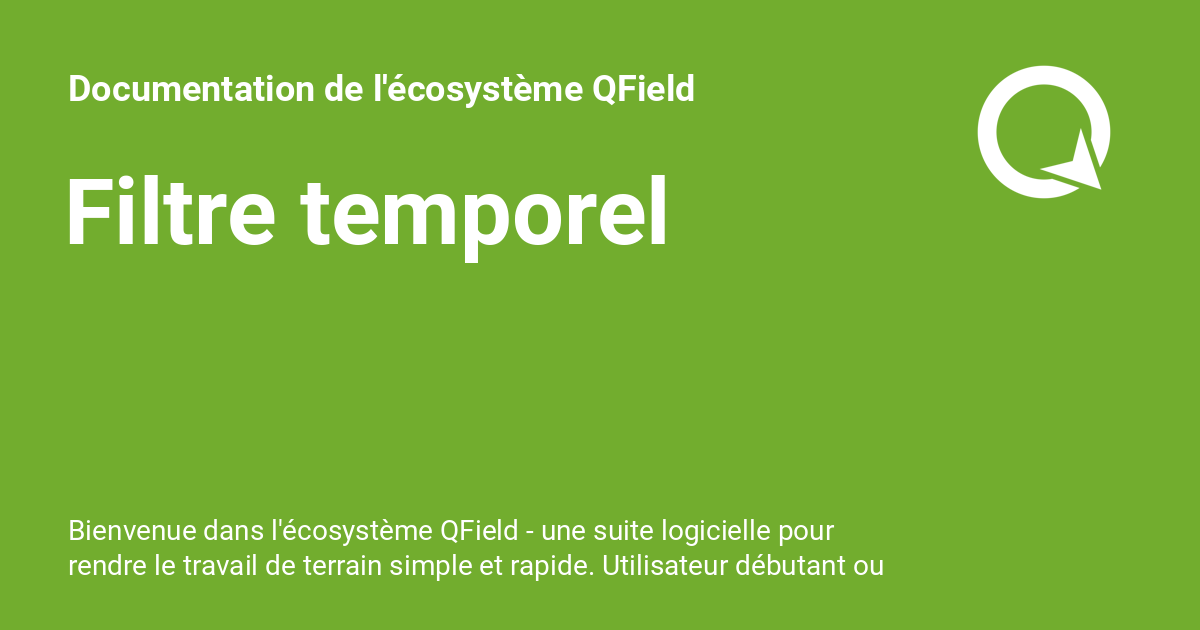 Documentation de l'écosystème QField
Filtre temporel
Bienvenue dans l'écosystème QField - une suite logicielle pour
rendre le travail de terrain simple et rapide. Utilisateur débutant ou